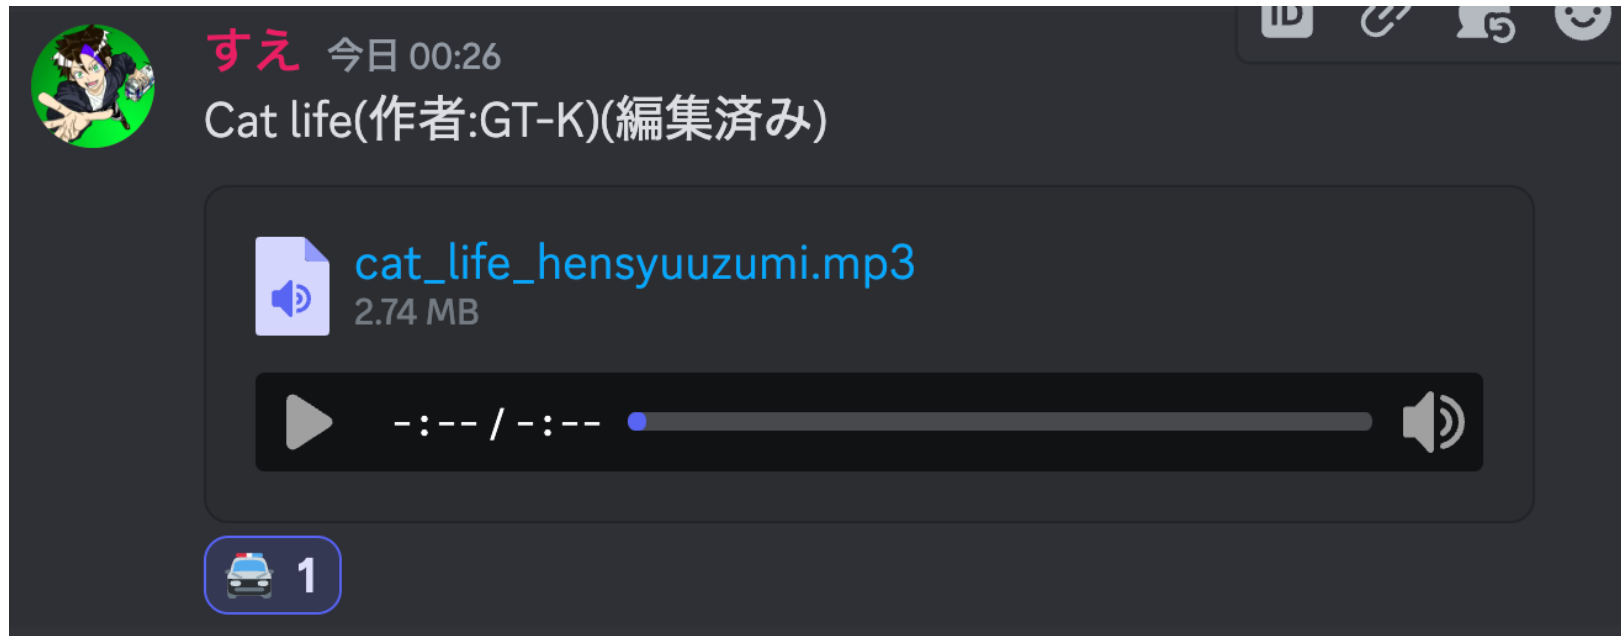 ID
すえ 今日 00:26
Cat life(作者:GT-K)(編集済み)
cat_life_hensyuuzumi.mp3
2.74 MB
-:-- / -:--
1